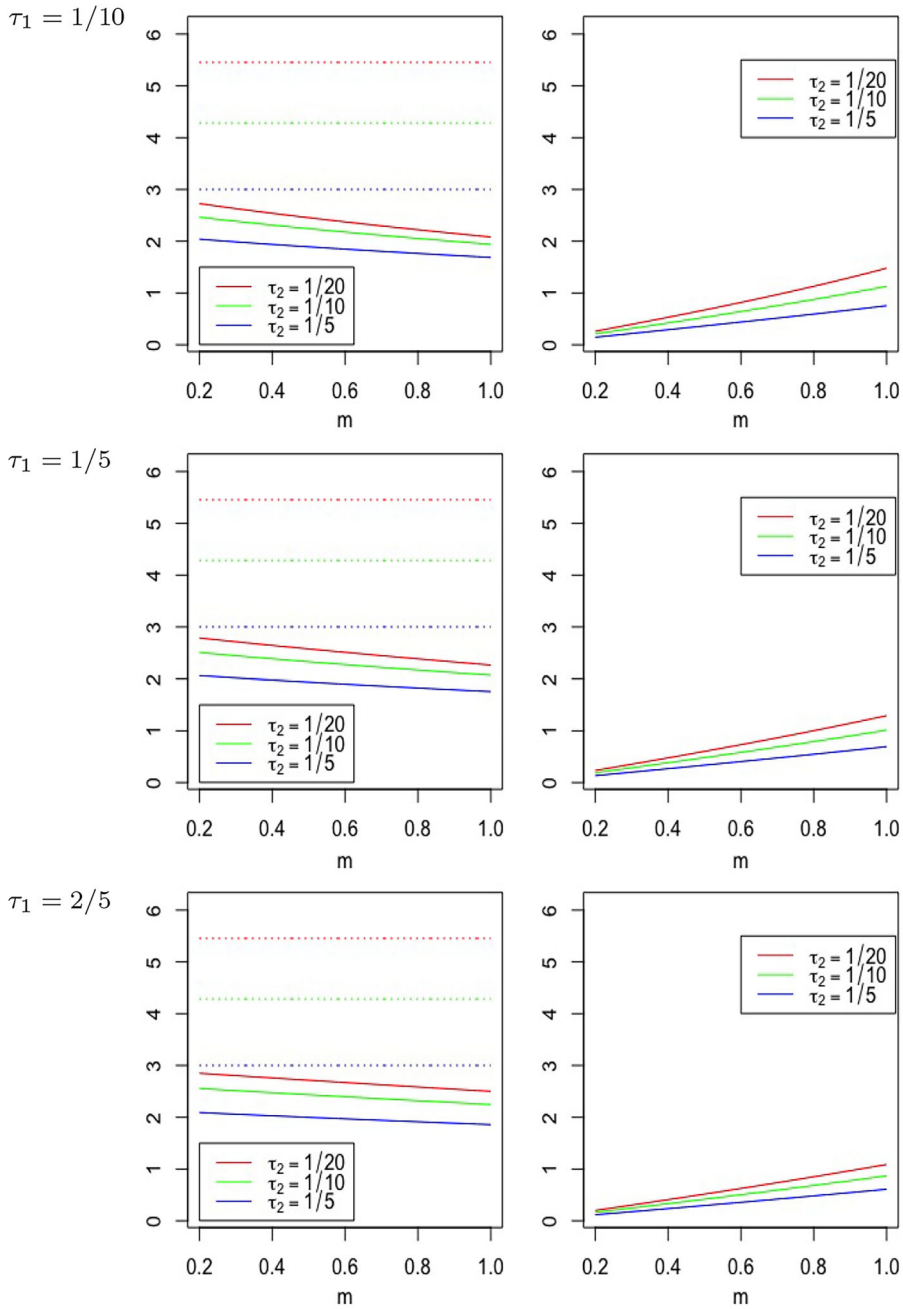 τ₁ = 1/10
6
5
4
3
2
1
0
τ₂ = 1/20
τ₂ = 1/10
τ₂ = 1/5
0.2 0.4 0.6 0.8 1.0
m
6
5
4
3
2
1
0
τ₂ = 1/20
τ₂ = 1/10
τ₂ = 1/5
0.2 0.4 0.6 0.8 1.0
m
τ₁ = 1/5
6
5
4
3
2
1
0
τ₂ = 1/20
τ₂ = 1/10
τ₂ = 1/5
0.2 0.4 0.6 0.8 1.0
m
6
5
4
3
2
1
0
τ₂ = 1/20
τ₂ = 1/10
τ₂ = 1/5
0.2 0.4 0.6 0.8 1.0
m
τ₁ = 2/5
6
5
4
3
2
1
0
τ₂ = 1/20
τ₂ = 1/10
τ₂ = 1/5
0.2 0.4 0.6 0.8 1.0
m
6
5
4
3
2
1
0
τ₂ = 1/20
τ₂ = 1/10
τ₂ = 1/5
0.2 0.4 0.6 0.8 1.0
m